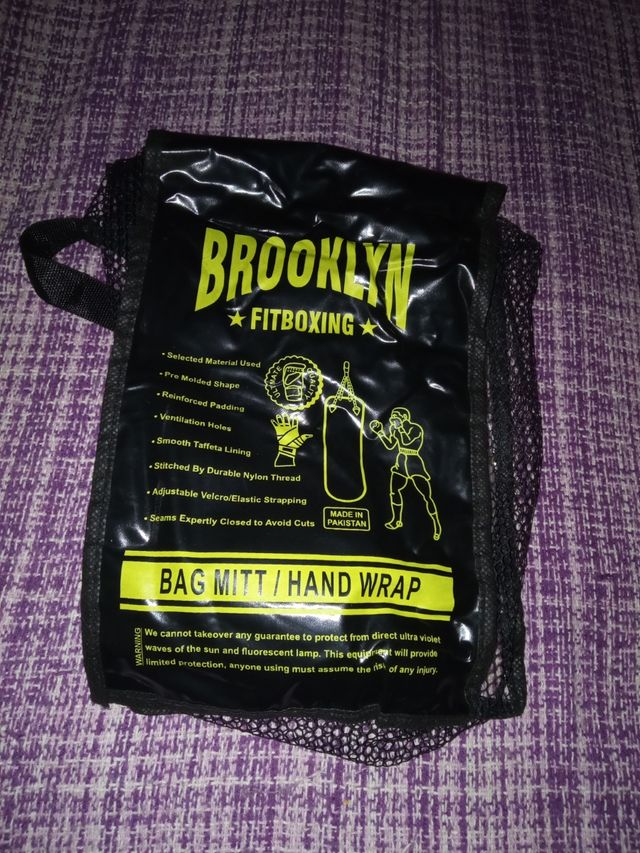 BROOKLYN
★ FITBOXING ★
• Selected Material Used
• Pre Molded Shape
• Reinforced Padding
• Ventilation Holes
• Smooth Taffeta Lining
• Stitched By Durable Nylon Thread
• Adjustable Velcro/Elastic Strapping
• Seams Expertly Closed to Avoid Cuts
ULTIMATE
MADE IN
PAKISTAN
BAG MITT / HAND WRAP
WARNING
We cannot takeover any guarantee to protect from direct ultra violet
waves of the sun and fluorescent lamp. This equipment will provide
limited protection, anyone using must assume the risk of any injury.